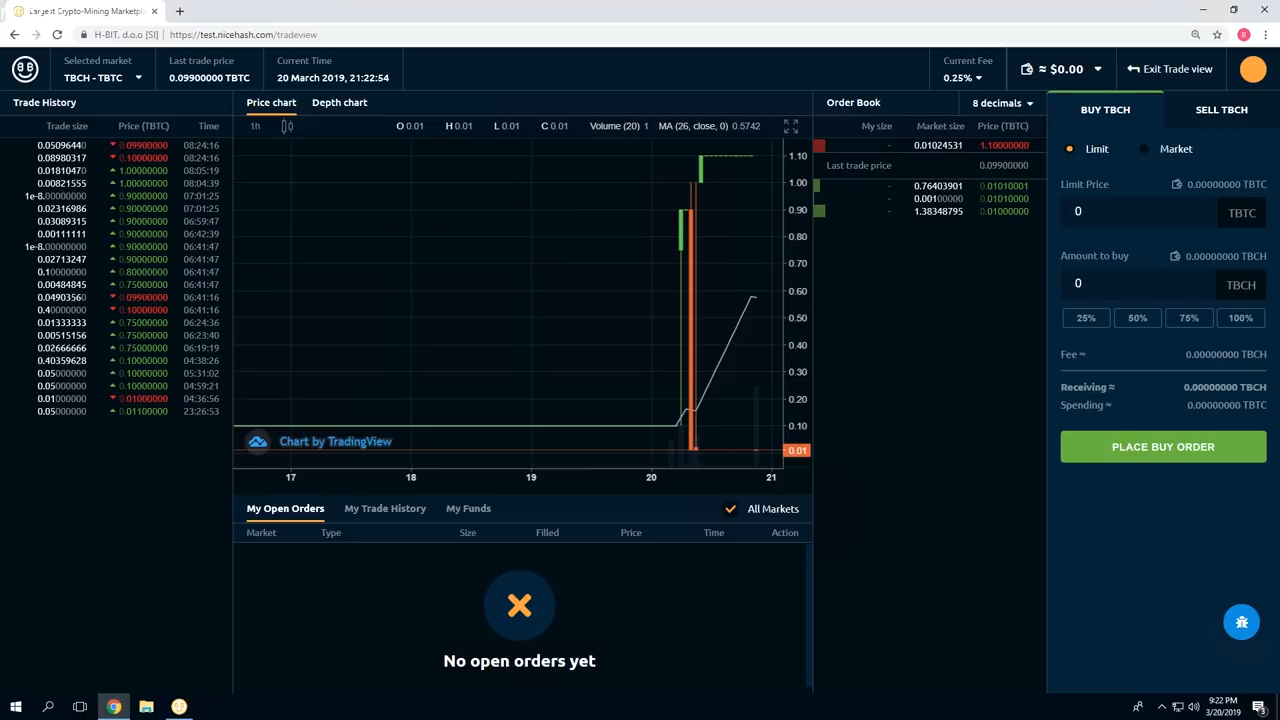 Largest Crypto-Mining Marketpla
H-BIT, d.o.o [SI] https://test.nicehash.com/tradeview
Selected market
TBCH - TBTC
Last trade price
0.09900000 TBTC
Current Time
20 March 2019, 21:22:54
Current Fee
0.25%
≈ $0.00
Exit Trade view
Trade History
Trade size Price (TBTC) Time
0.05096440 0.09900000 08:24:16
0.08980317 0.10000000 08:24:16
0.01810470 1.00000000 08:05:19
0.00821555 1.00000000 08:04:39
1e-8.00000000 0.90000000 07:01:25
0.02316986 0.90000000 07:01:25
0.03089315 0.90000000 06:59:47
0.00111111 0.90000000 06:42:39
1e-8.00000000 0.90000000 06:41:47
0.02713247 0.90000000 06:41:47
0.10000000 0.80000000 06:41:47
0.00484845 0.75000000 06:41:47
0.04903560 0.09900000 06:41:16
0.40000000 0.10000000 06:41:16
0.01333333 0.75000000 06:24:36
0.00515156 0.75000000 06:23:40
0.02666666 0.75000000 06:19:19
0.40359628 0.10000000 04:38:26
0.05000000 0.10000000 05:31:02
0.05000000 0.10000000 04:59:21
0.01000000 0.01000000 04:36:56
0.05000000 0.01100000 23:26:53
Price chart Depth chart
1h O 0.01 H 0.01 L 0.01 C 0.01 Volume (20) 1 MA (26, close, 0) 0.5742
1.10
1.00
0.90
0.80
0.70
0.60
0.50
0.40
0.30
0.20
0.10
0.01
Chart by TradingView
17 18 19 20 21
My Open Orders My Trade History My Funds All Markets
Market Type Size Filled Price Time Action
No open orders yet
Order Book 8 decimals
My size Market size Price (TBTC)
- 0.01024531 1.10000000
Last trade price 0.09900000
- 0.76403901 0.01010001
- 0.00100000 0.01010000
- 1.38348795 0.01000000
BUY TBCH SELL TBCH
Limit Market
Limit Price 0.00000000 TBTC
0 TBTC
Amount to buy 0.00000000 TBCH
0 TBCH
25% 50% 75% 100%
Fee ≈ 0.00000000 TBCH
Receiving ≈ 0.00000000 TBCH
Spending ≈ 0.00000000 TBTC
PLACE BUY ORDER
9:22 PM
3/20/2019
3